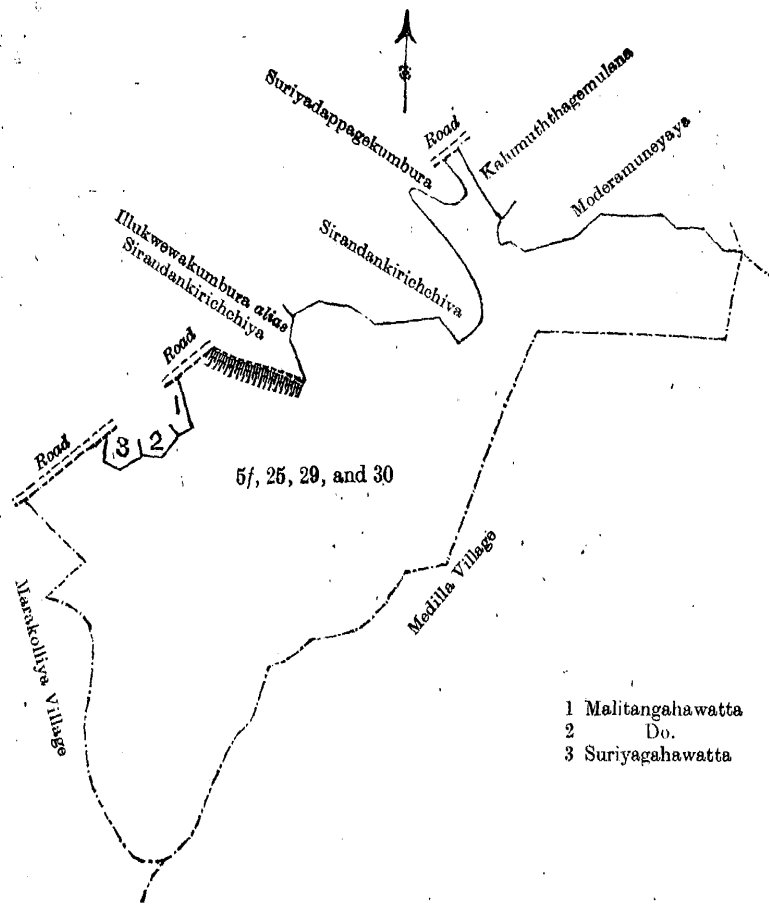 Suriyadappagekumbura
Road
Kalumuththagemulana
Moderamuneyaya
Sirandankirichchiya
Illukwewakumbura alias
Sirandankirichchiya
Road
1
Road
3 2
5f, 25, 29, and 30
Medilla Village
Marakolliya Village
1 Malitangahawatta
2 Do.
3 Suriyagahawatta